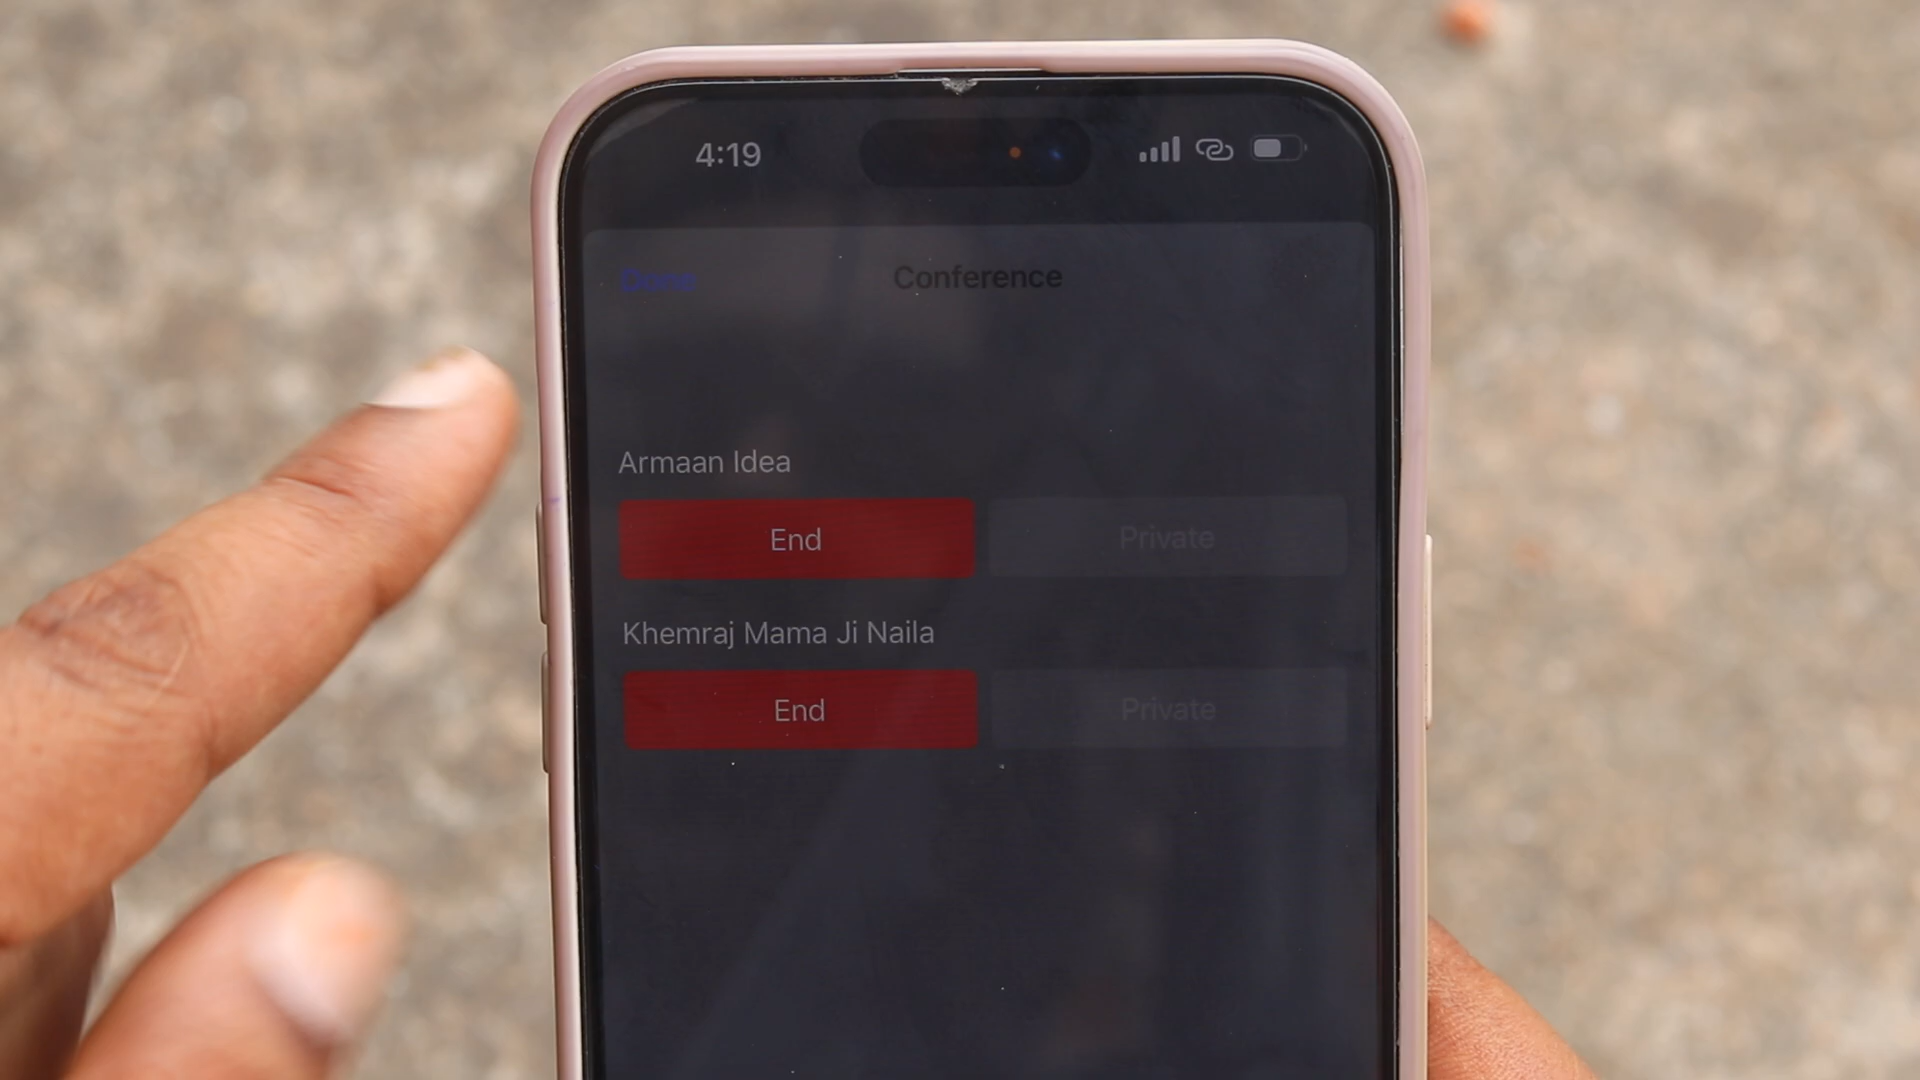 4:19
Done
Conference
Armaan Idea
End
Private
Khemraj Mama Ji Naila
End
Private